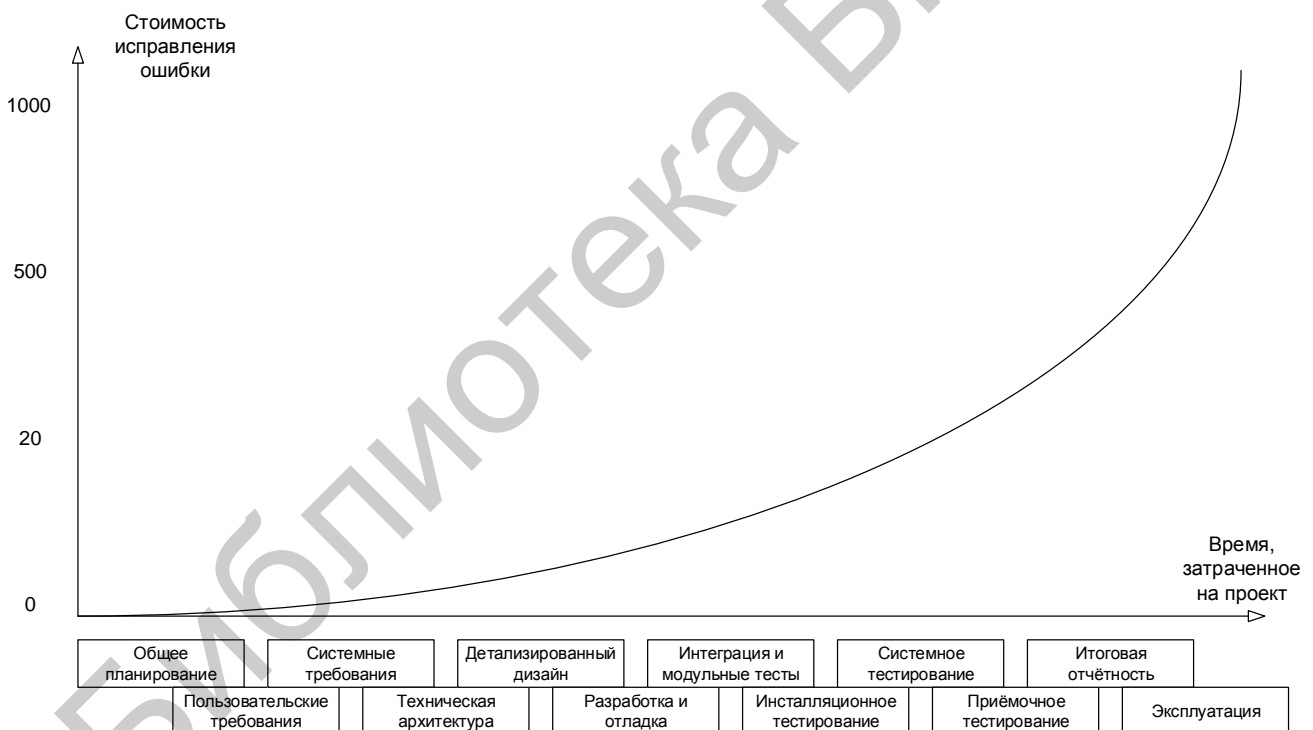 Стоимость
исправления
ошибки
1000
500
20
0
Время,
затраченное
на проект
Общее
планирование
Системные
требования
Детализированный
дизайн
Интеграция и
модульные тесты
Системное
тестирование
Итоговая
отчётность
Пользовательские
требования
Техническая
архитектура
Разработка и
отладка
Инсталляционное
тестирование
Приёмочное
тестирование
Эксплуатация
Библиотека